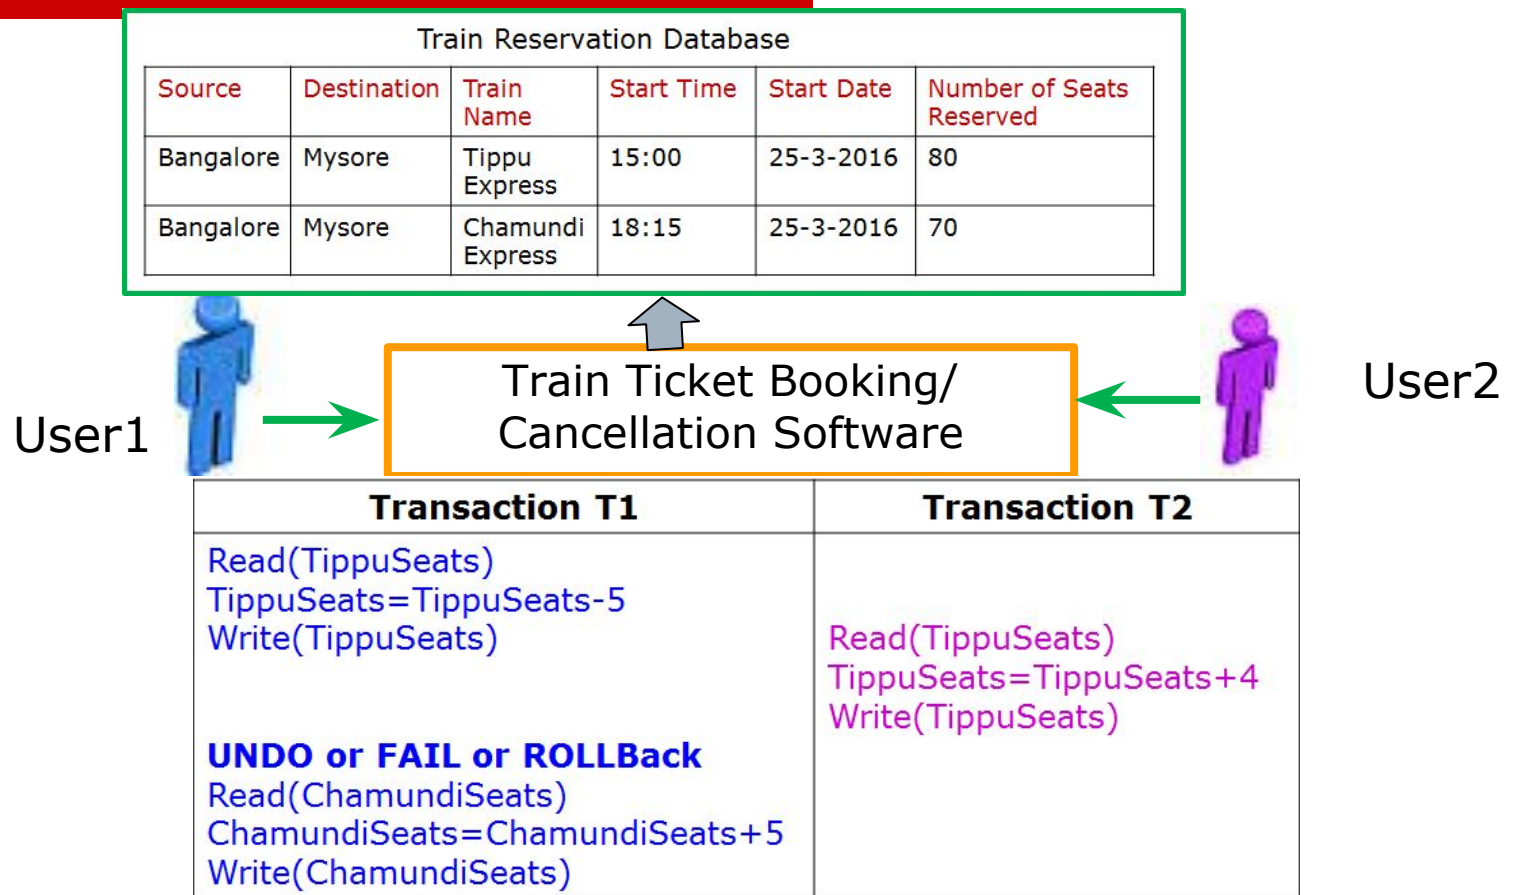 Train Reservation Database
Source Destination Train Name Start Time Start Date Number of Seats Reserved
Bangalore Mysore Tippu Express 15:00 25-3-2016 80
Bangalore Mysore Chamundi Express 18:15 25-3-2016 70
User1
Train Ticket Booking/
Cancellation Software
User2
Transaction T1 Transaction T2
Read(TippuSeats)
TippuSeats=TippuSeats-5
Write(TippuSeats)
UNDO or FAIL or ROLLBack
Read(ChamundiSeats)
ChamundiSeats=ChamundiSeats+5
Write(ChamundiSeats)
Read(TippuSeats)
TippuSeats=TippuSeats+4
Write(TippuSeats)